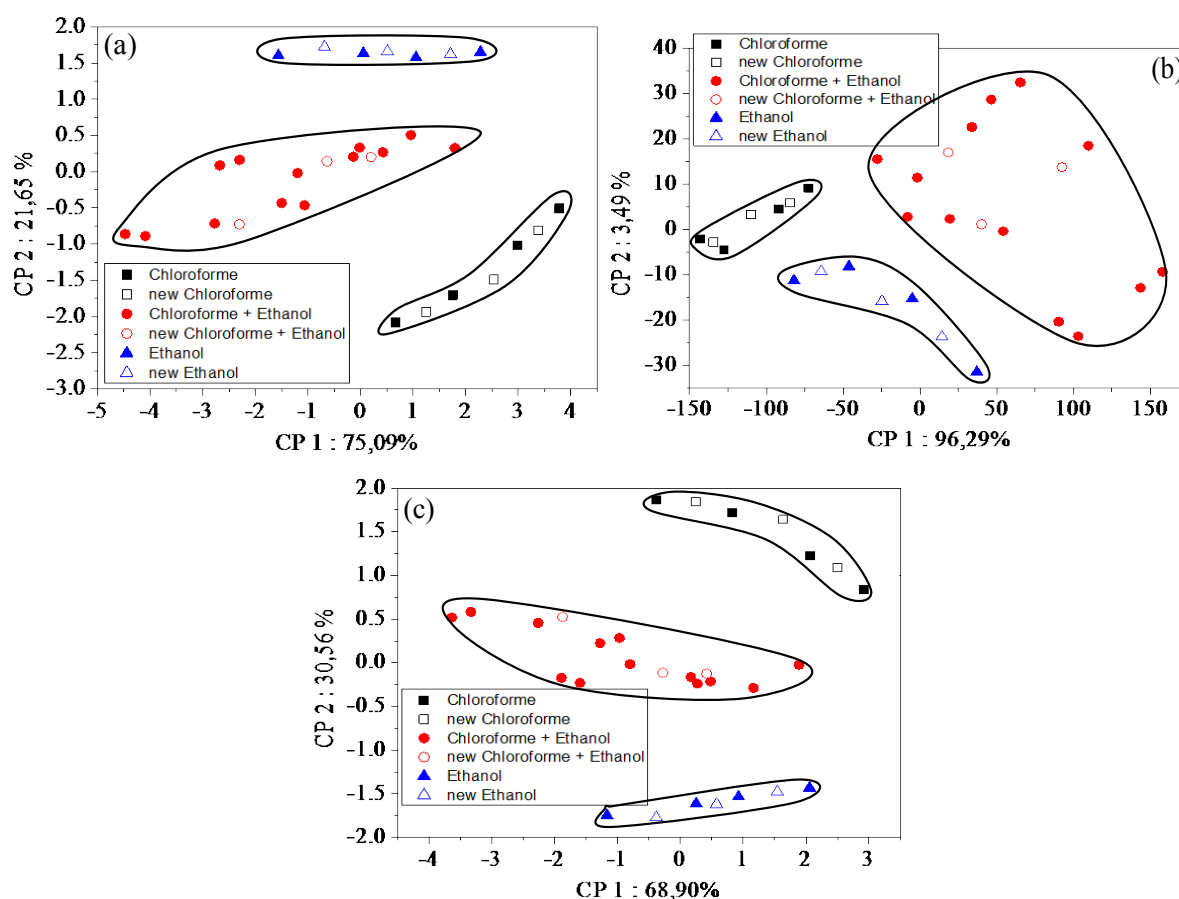 (a)
2.0
1.5
1.0
0.5
0.0
-0.5
-1.0
-1.5
-2.0
-2.5
-3.0
CP 2 : 21,65 %
Chloroforme
new Chloroforme
Chloroforme + Ethanol
new Chloroforme + Ethanol
Ethanol
new Ethanol
-5 -4 -3 -2 -1 0 1 2 3 4
CP 1 : 75,09%
(b)
40
30
20
10
0
-10
-20
-30
CP 2 : 3,49 %
Chloroforme
new Chloroforme
Chloroforme + Ethanol
new Chloroforme + Ethanol
Ethanol
new Ethanol
-150 -100 -50 0 50 100 150
CP 1 : 96,29%
(c)
2.0
1.5
1.0
0.5
0.0
-0.5
-1.0
-1.5
-2.0
CP 2 : 30,56 %
Chloroforme
new Chloroforme
Chloroforme + Ethanol
new Chloroforme + Ethanol
Ethanol
new Ethanol
-4 -3 -2 -1 0 1 2 3
CP 1 : 68,90%